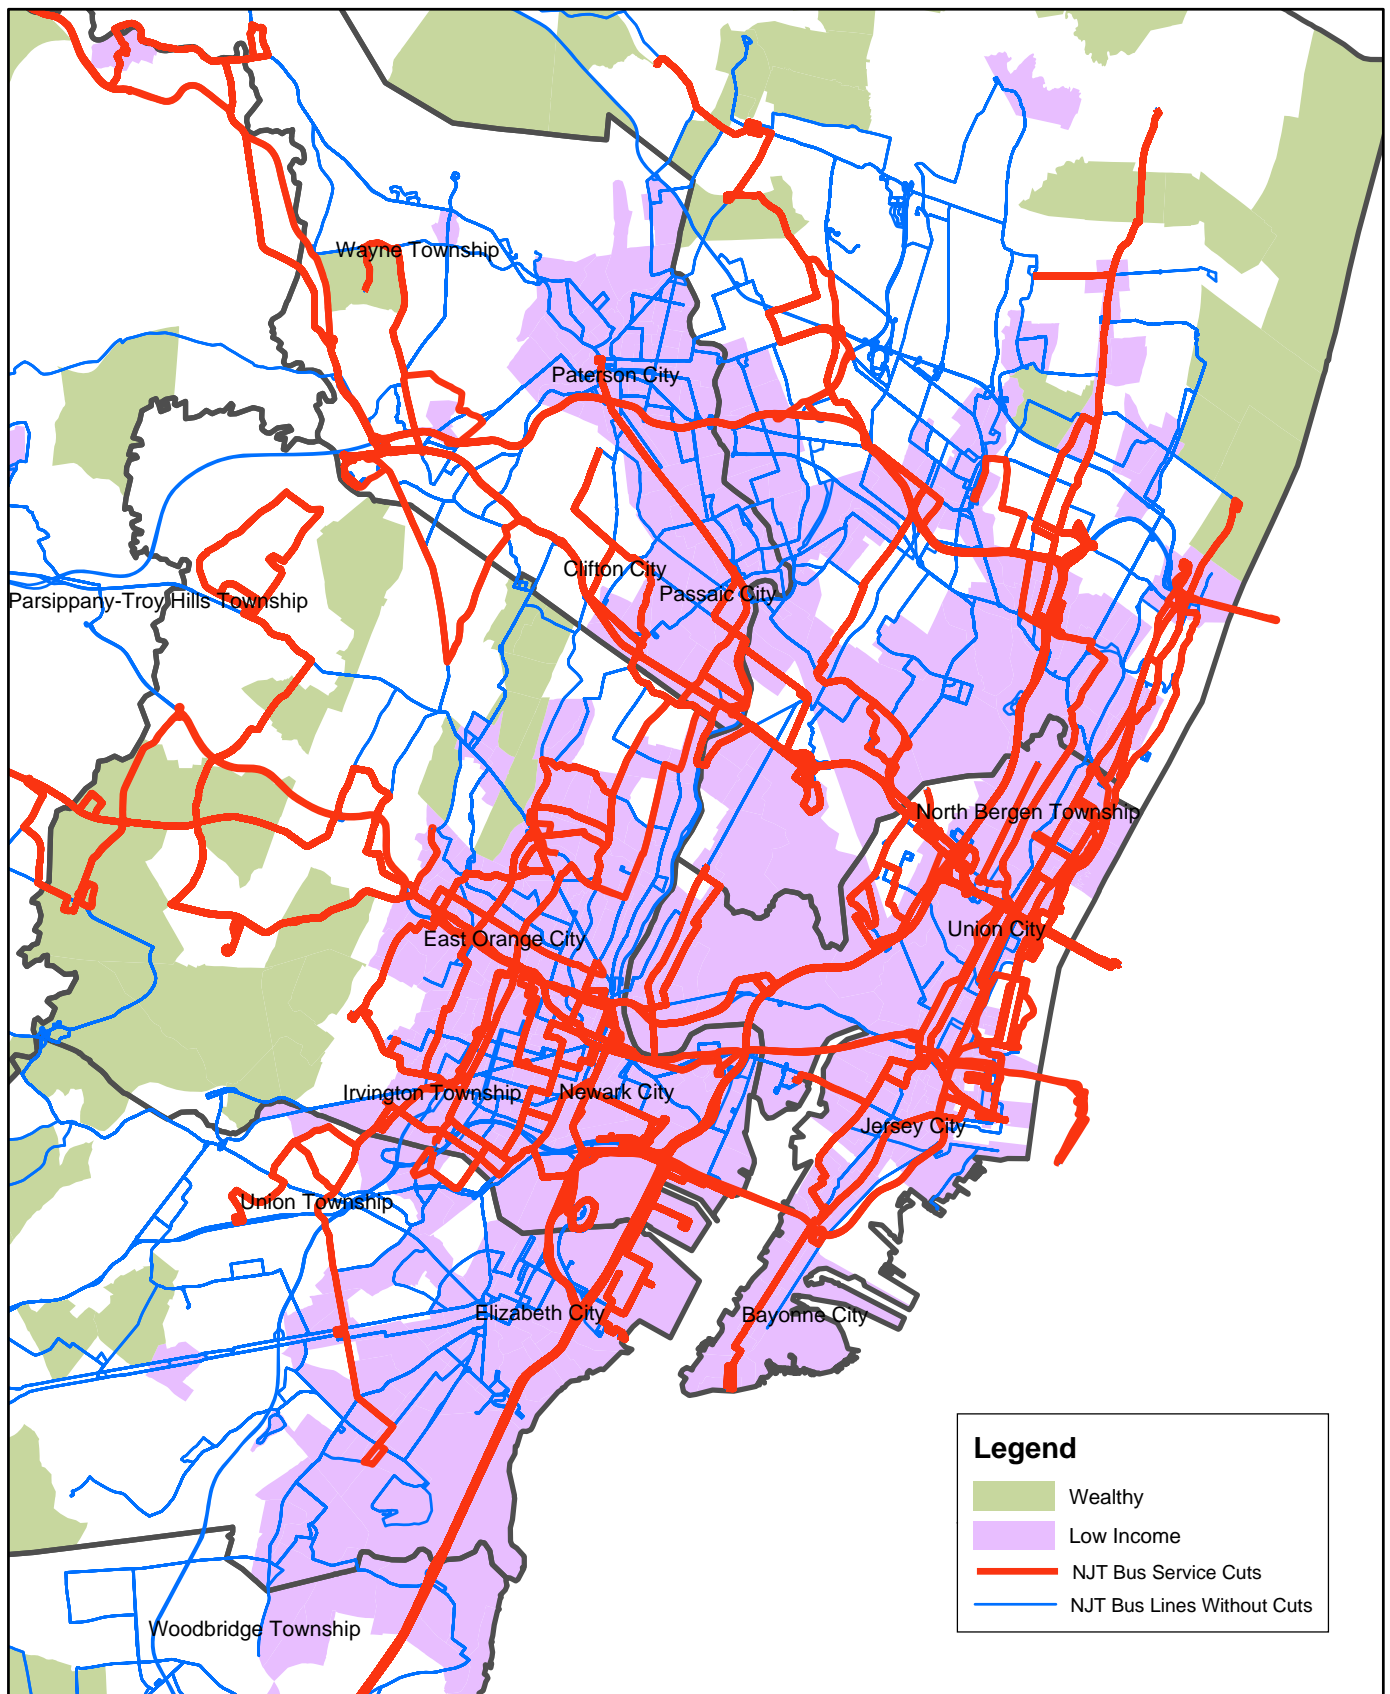 Wayne Township
Paterson City
Clifton City
Passaic City
Parsippany-Troy Hills Township
North Bergen Township
Union City
East Orange City
Irvington Township
Newark City
Jersey City
Union Township
Elizabeth City
Bayonne City
Woodbridge Township
Legend
Wealthy
Low Income
NJT Bus Service Cuts
NJT Bus Lines Without Cuts